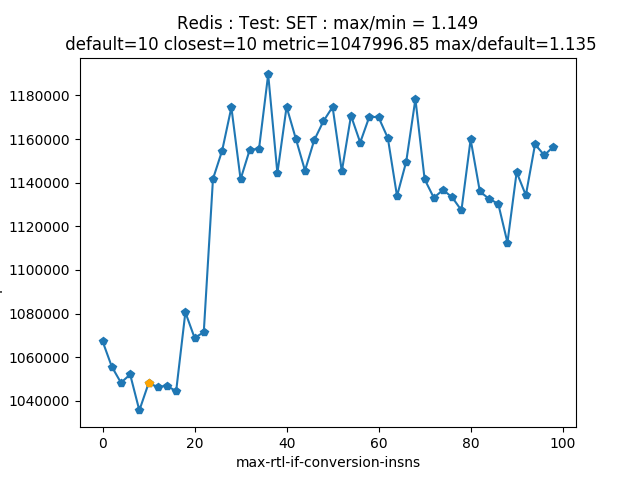 Redis : Test: SET : max/min = 1.149
default=10 closest=10 metric=1047996.85 max/default=1.135
1180000
1160000
1140000
1120000
1100000
1080000
1060000
1040000
0 20 40 60 80 100
max-rtl-if-conversion-insns